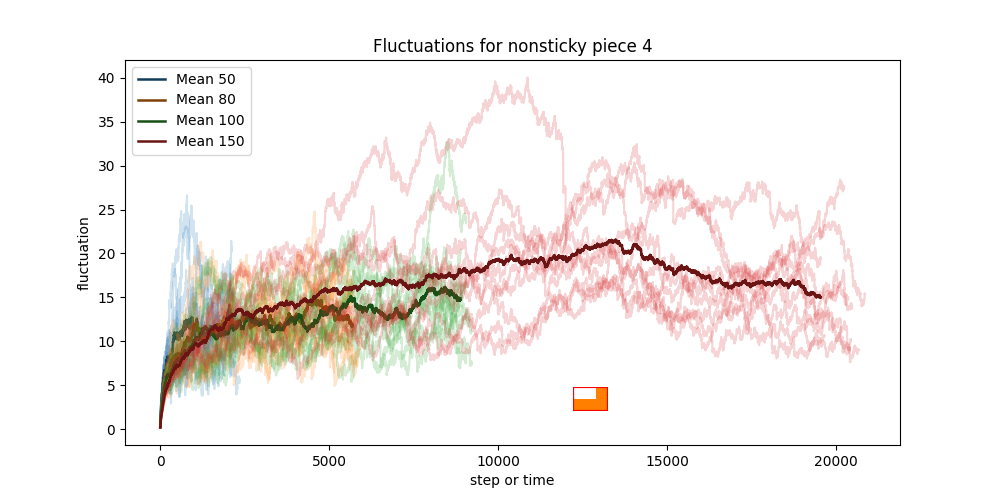 Fluctuations for nonsticky piece 4
Mean 50
Mean 80
Mean 100
Mean 150
fluctuation
40
35
30
25
20
15
10
5
0
0 5000 10000 15000 20000
step or time